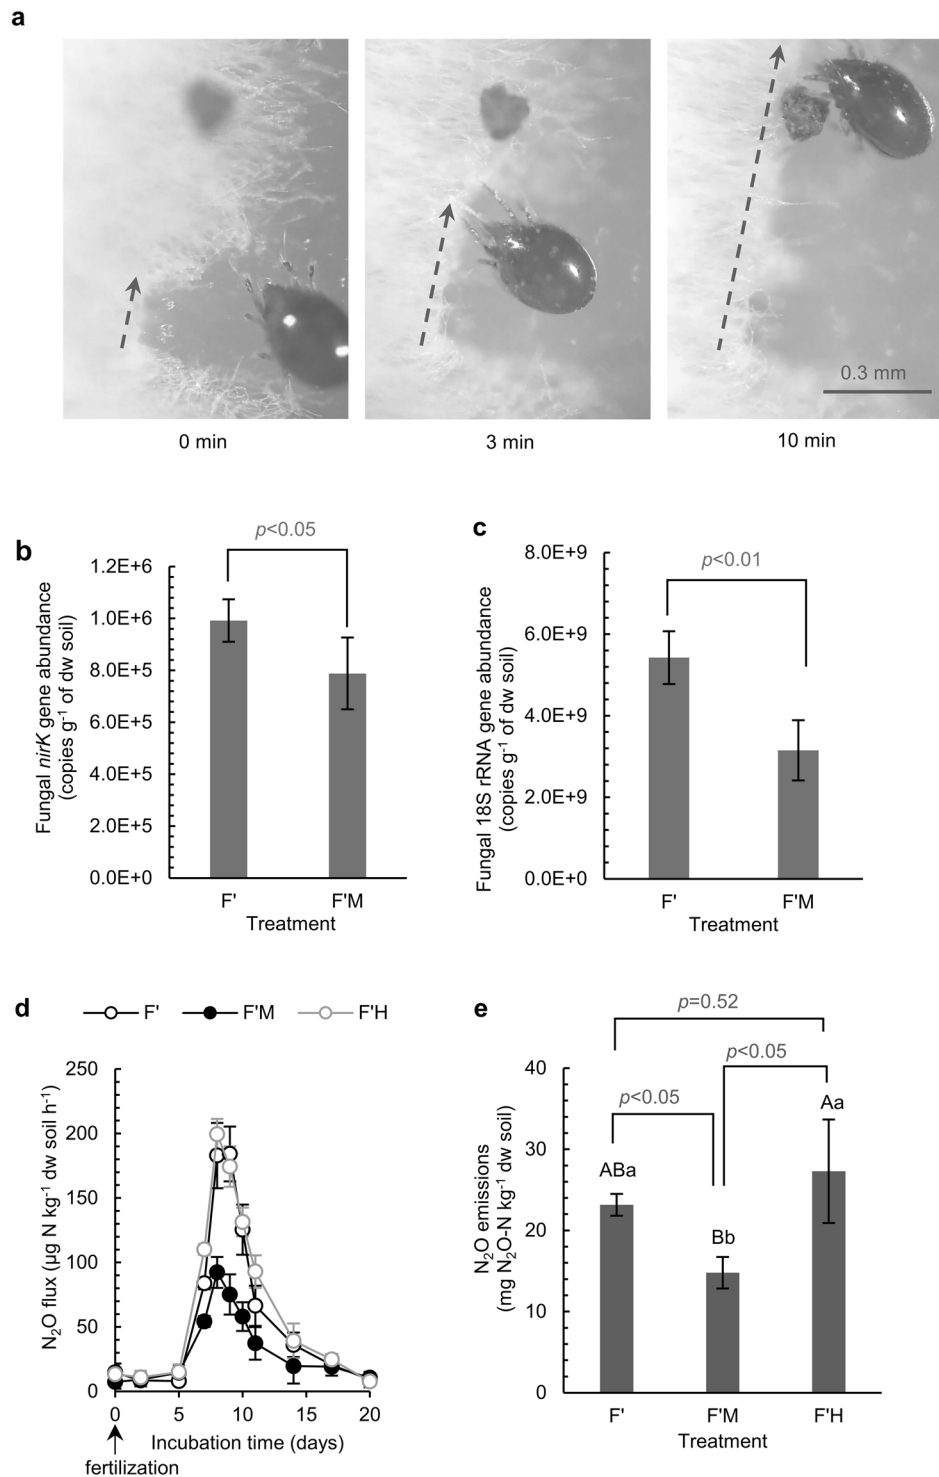 a
0.3 mm
0 min
3 min
10 min
b
p<0.05
1.2E+6
1.0E+6
8.0E+5
6.0E+5
4.0E+5
2.0E+5
0.0E+0
Fungal nirK gene abundance
(copies g⁻¹ of dw soil)
F'
F'M
Treatment
c
p<0.01
8.0E+9
6.0E+9
4.0E+9
2.0E+9
0.0E+0
Fungal 18S rRNA gene abundance
(copies g⁻¹ of dw soil)
F'
F'M
Treatment
d
F'
F'M
F'H
250
200
150
100
50
0
N₂O flux (µg N kg⁻¹ dw soil h⁻¹)
0
5
10
15
20
Incubation time (days)
fertilization
e
p=0.52
p<0.05
p<0.05
40
30
20
10
0
N₂O emissions
(mg N₂O-N kg⁻¹ dw soil)
ABa
Bb
Aa
F'
F'M
F'H
Treatment